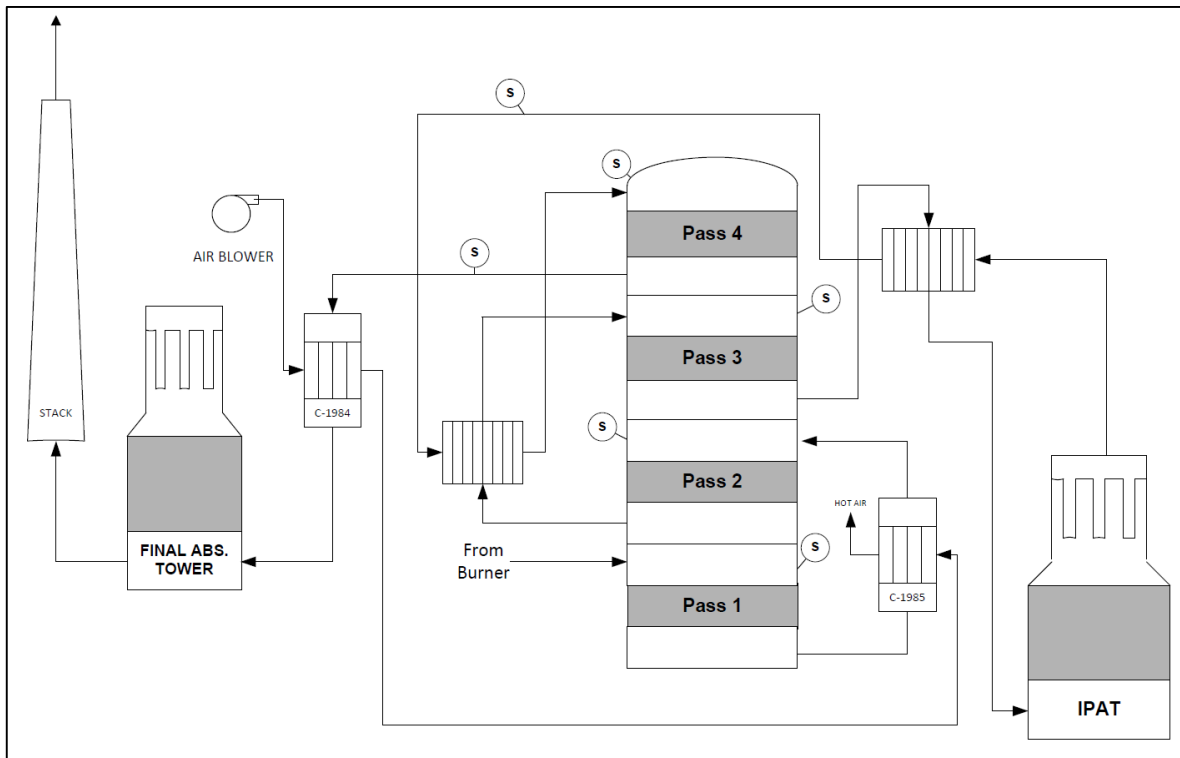 S
S
Pass 4
AIR BLOWER
S
S
Pass 3
STACK
C-1984
S
Pass 2
HOT AIR
FINAL ABS.
TOWER
From
Burner
S
Pass 1
C-1985
IPAT